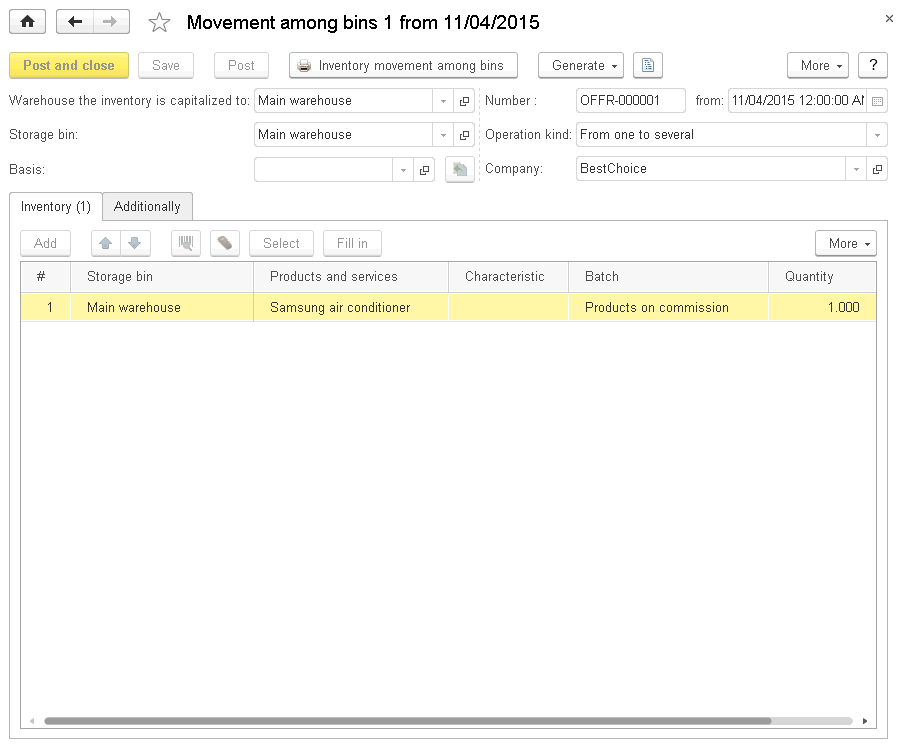 Movement among bins 1 from 11/04/2015
Post and close Save Post Inventory movement among bins Generate More ?
Warehouse the inventory is capitalized to: Main warehouse Number : OFFR-000001 from: 11/04/2015 12:00:00 AM
Storage bin: Main warehouse Operation kind: From one to several
Basis: Company: BestChoice
Inventory (1) Additionally
Add Select Fill in More
# Storage bin Products and services Characteristic Batch Quantity
1 Main warehouse Samsung air conditioner Products on commission 1.000